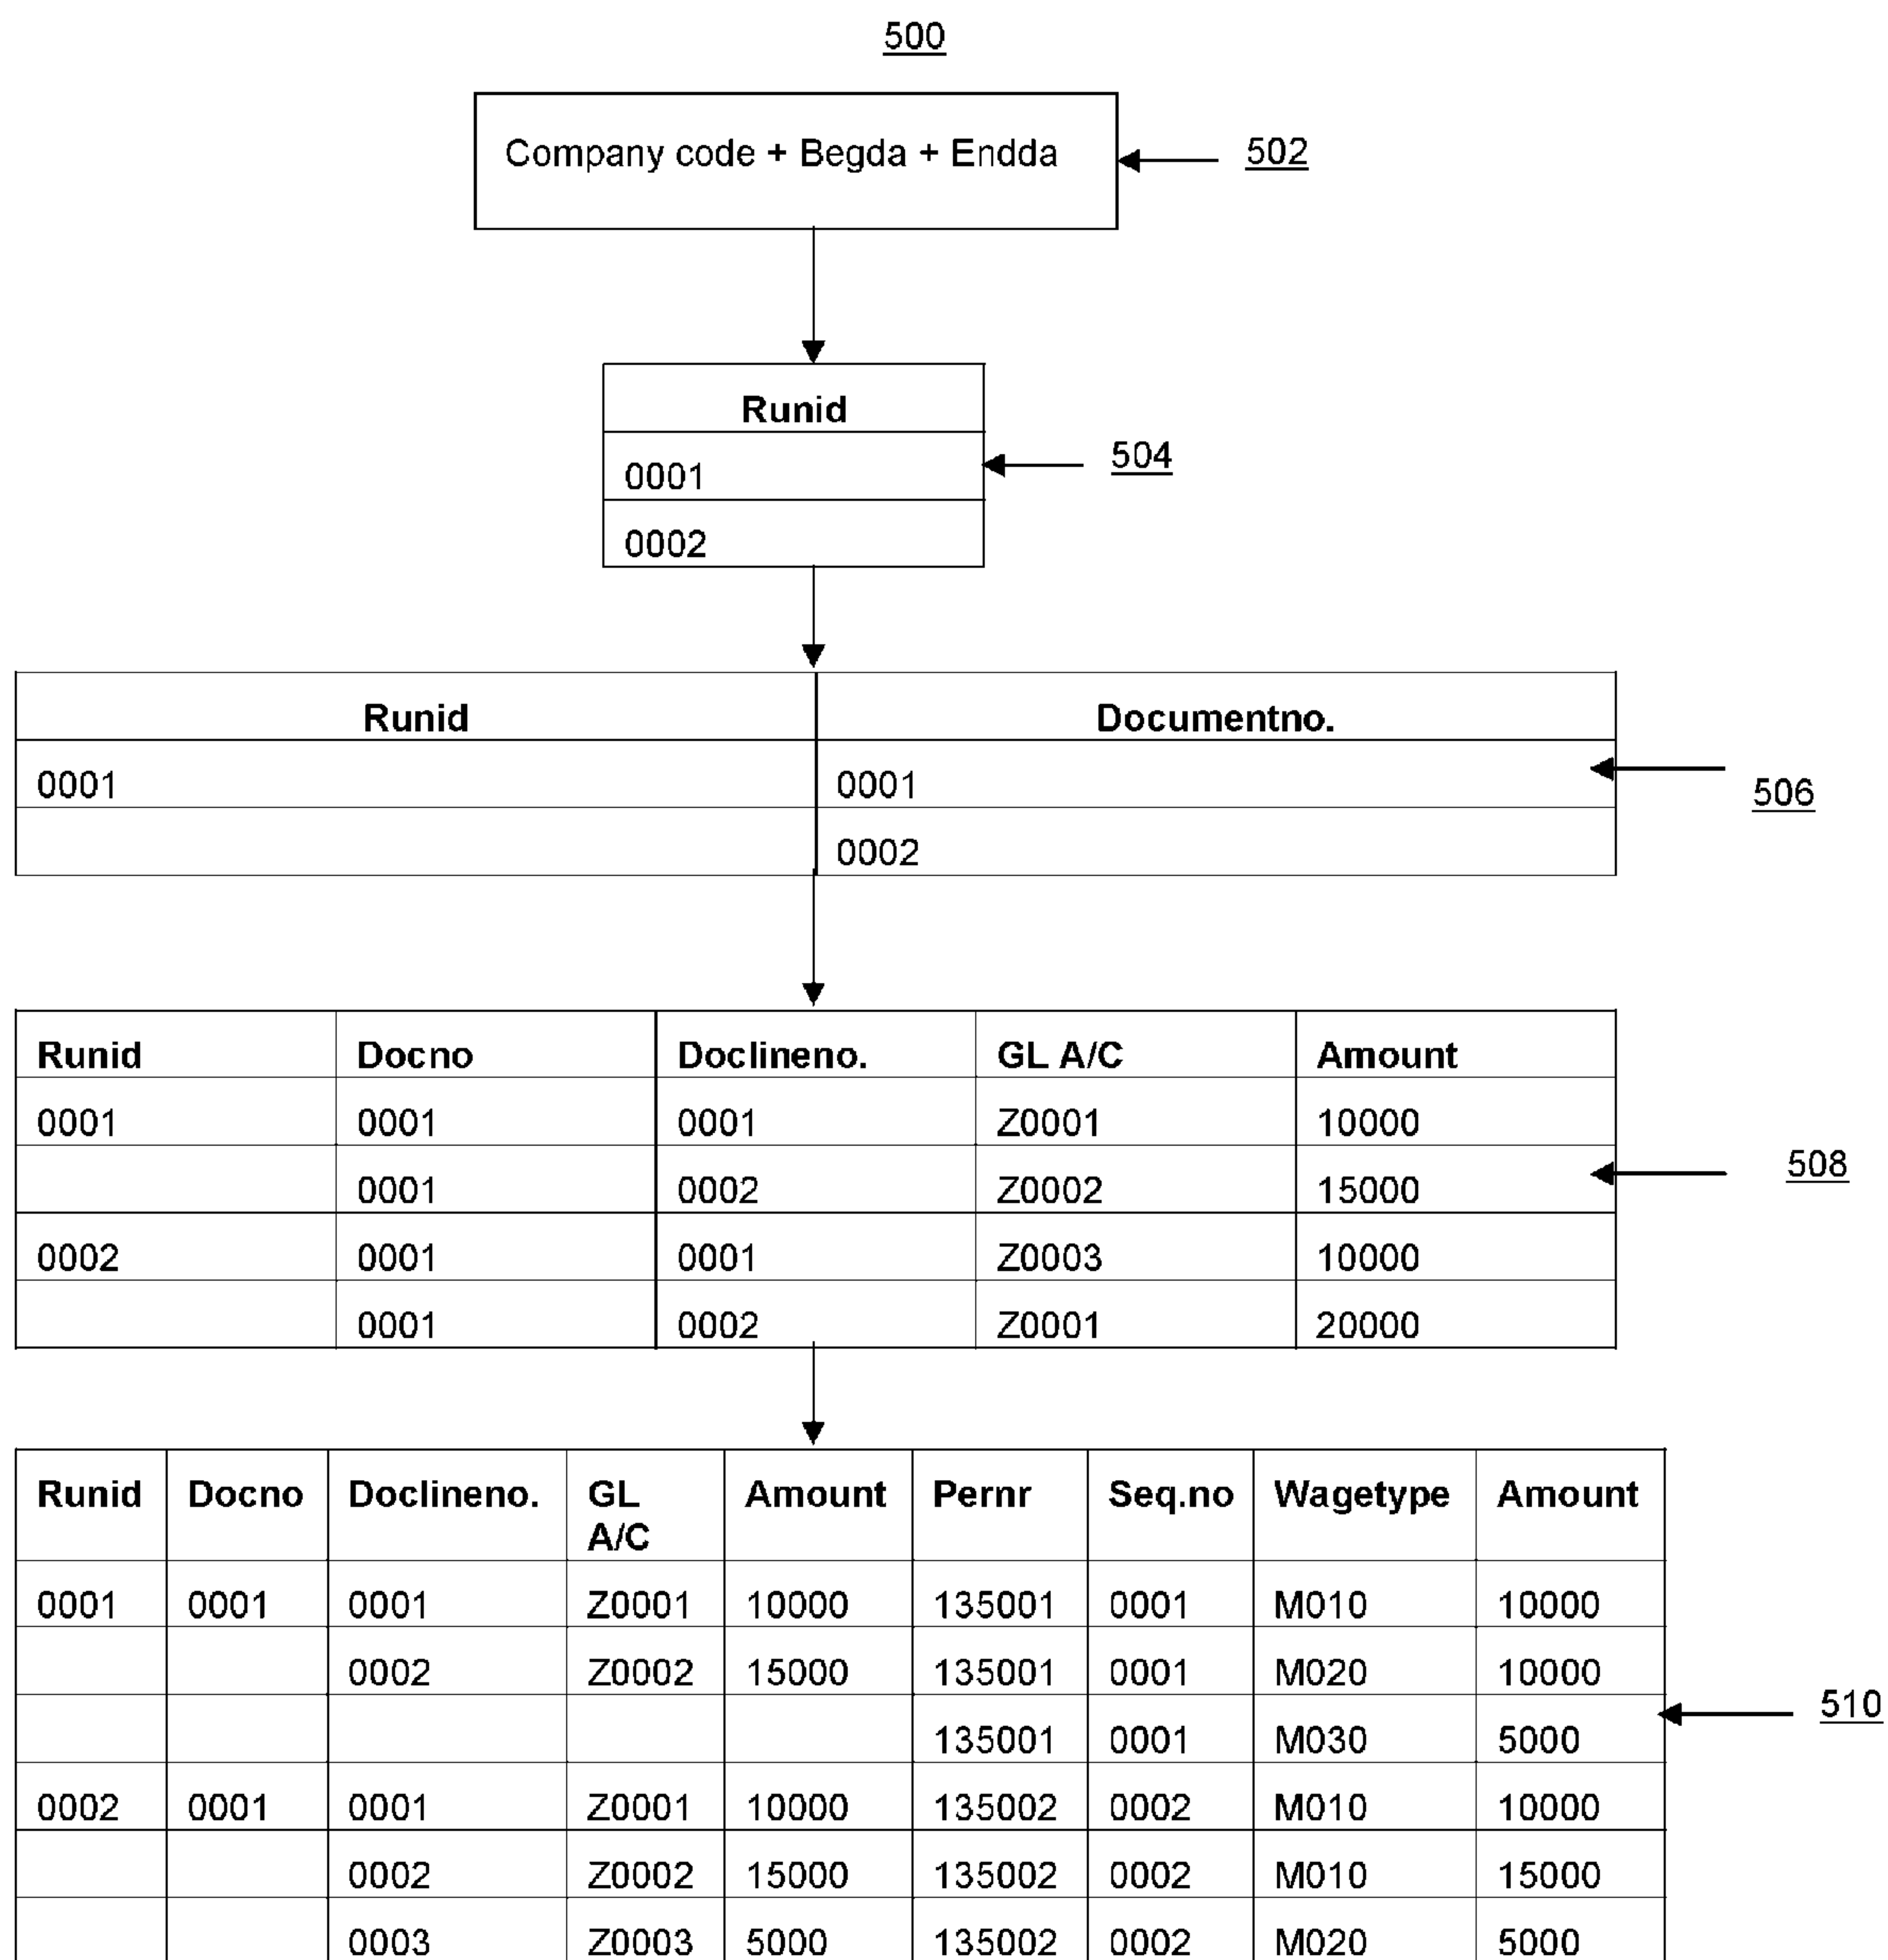 500
Company code + Begda + Endda
502
Runid
0001
504
0002
Runid Documentno.
0001 0001
506
0002
Runid Docno Doclineno. GL A/C Amount
0001 0001 0001 Z0001 10000
0001 0002 Z0002 15000
508
0002 0001 0001 Z0003 10000
0001 0002 Z0001 20000
Runid Docno Doclineno. GL A/C Amount Pernr Seq.no Wagetype Amount
0001 0001 0001 Z0001 10000 135001 0001 M010 10000
0002 Z0002 15000 135001 0001 M020 10000
135001 0001 M030 5000
510
0002 0001 0001 Z0001 10000 135002 0002 M010 10000
0002 Z0002 15000 135002 0002 M010 15000
0003 Z0003 5000 135002 0002 M020 5000